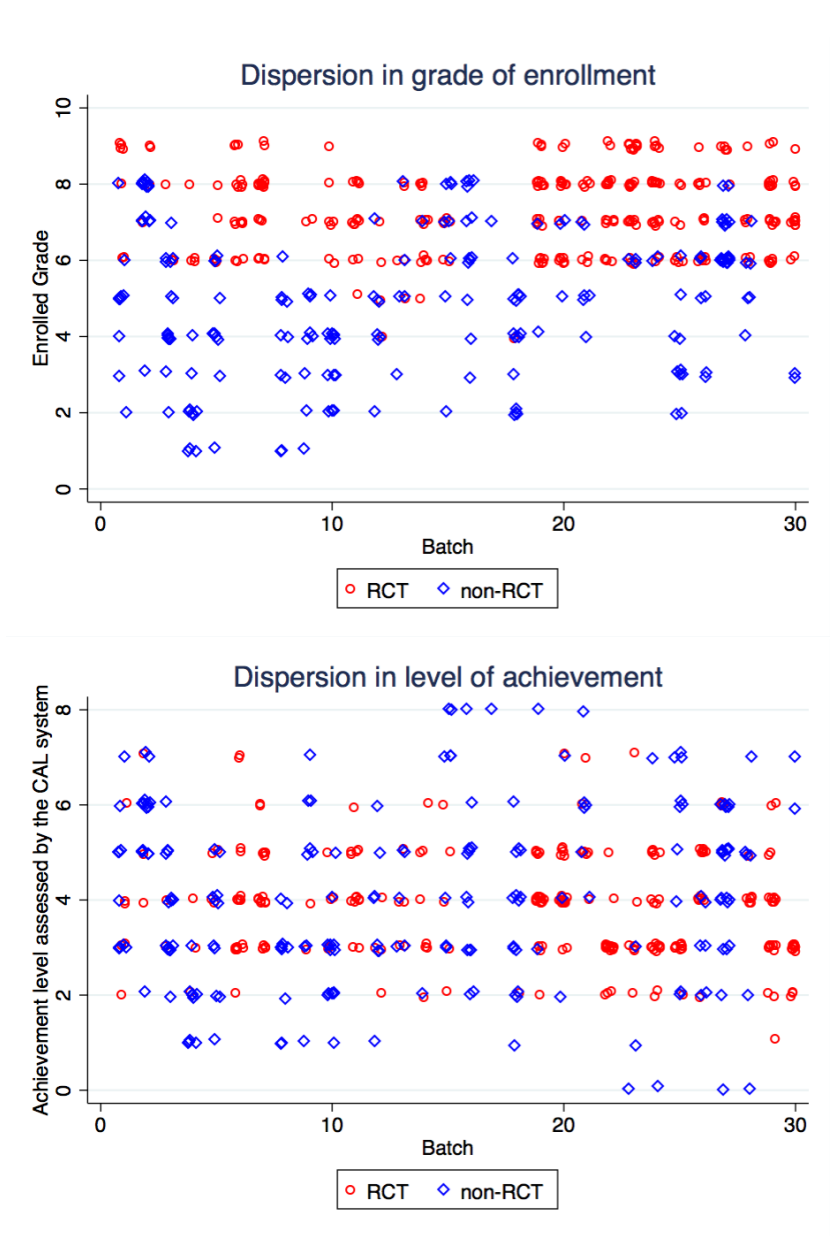 Dispersion in grade of enrollment
10
8
6
4
2
0
Enrolled Grade
0 10 20 30
Batch
RCT non-RCT
Dispersion in level of achievement
8
6
4
2
0
Achievement level assessed by the CAL system
0 10 20 30
Batch
RCT non-RCT